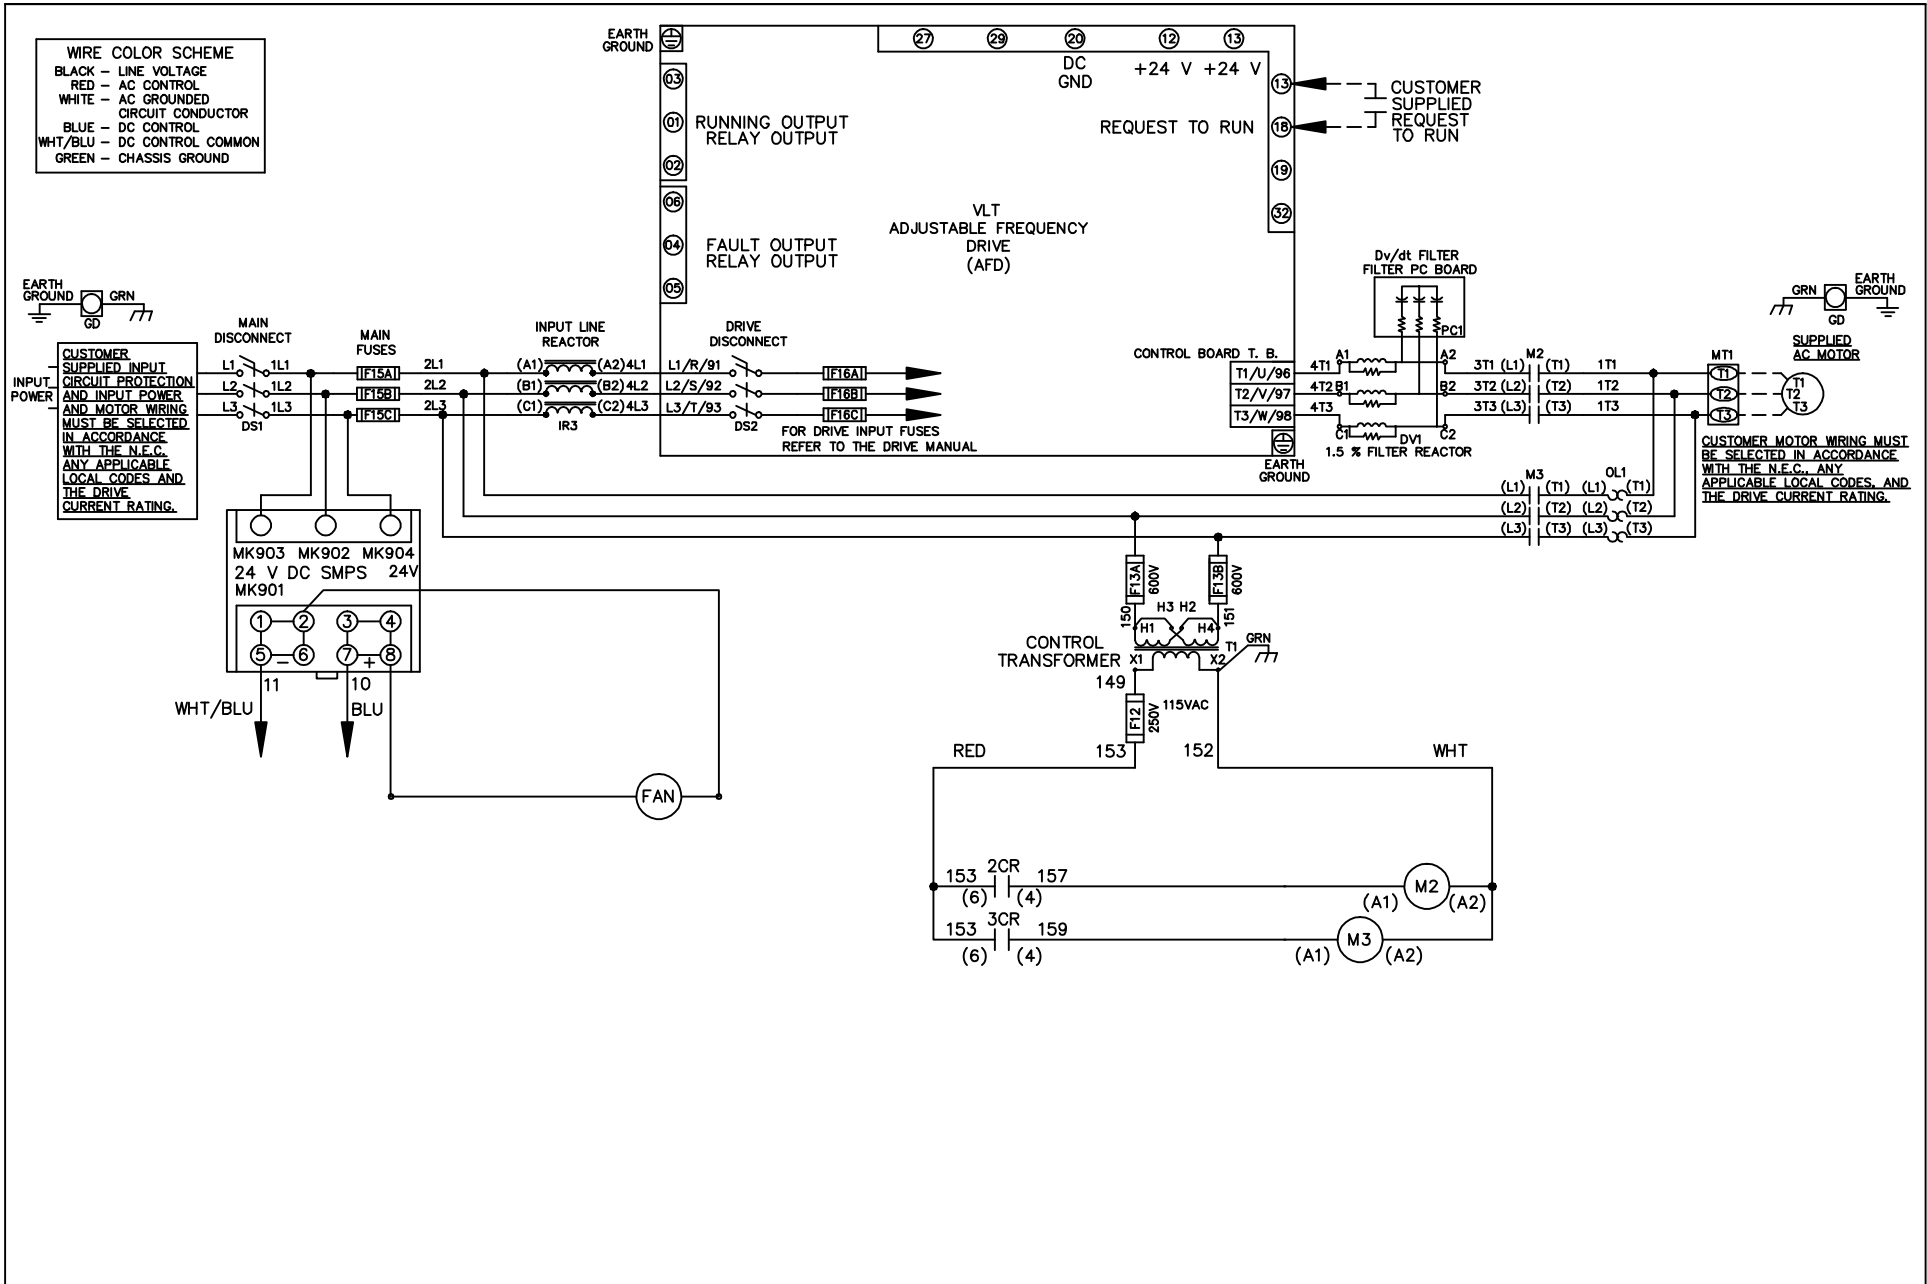 WIRE COLOR SCHEME
BLACK – LINE VOLTAGE
RED – AC CONTROL
WHITE – AC GROUNDED
CIRCUIT CONDUCTOR
BLUE – DC CONTROL
WHT/BLU – DC CONTROL COMMON
GREEN – CHASSIS GROUND
EARTH
GROUND
27 29 20 12 13
DC
GND
+24 V +24 V
03
01
02
RUNNING OUTPUT
RELAY OUTPUT
06
04
05
FAULT OUTPUT
RELAY OUTPUT
13
REQUEST TO RUN 18
19
32
CUSTOMER
SUPPLIED
REQUEST
TO RUN
VLT
ADJUSTABLE FREQUENCY
DRIVE
(AFD)
Dv/dt FILTER
FILTER PC BOARD
PC1
EARTH
GROUND
GRN
GD
GRN
EARTH
GROUND
GD
SUPPLIED
AC MOTOR
INPUT
POWER
CUSTOMER
SUPPLIED INPUT
CIRCUIT PROTECTION
AND INPUT POWER
AND MOTOR WIRING
MUST BE SELECTED
IN ACCORDANCE
WITH THE N.E.C.
ANY APPLICABLE
LOCAL CODES AND
THE DRIVE
CURRENT RATING.
MAIN
DISCONNECT
L1 1L1
L2 1L2
L3 1L3
DS1
MAIN
FUSES
F15A
F15B
F15C
2L1
2L2
2L3
INPUT LINE
REACTOR
(A1) (A2) 4L1
(B1) (B2) 4L2
(C1) (C2) 4L3
IR3
DRIVE
DISCONNECT
L1/R/91
L2/S/92
L3/T/93
DS2
F16A
F16B
F16C
FOR DRIVE INPUT FUSES
REFER TO THE DRIVE MANUAL
CONTROL BOARD T. B.
T1/U/96
T2/V/97
T3/W/98
EARTH
GROUND
4T1 A1 A2
4T2 B1 B2
4T3
C1 C2
DV1
1.5 % FILTER REACTOR
M2
3T1 (L1) (T1) 1T1
3T2 (L2) (T2) 1T2
3T3 (L3) (T3) 1T3
MT1
T1
T2
T3
T1
T2
T3
CUSTOMER MOTOR WIRING MUST
BE SELECTED IN ACCORDANCE
WITH THE N.E.C., ANY
APPLICABLE LOCAL CODES, AND
THE DRIVE CURRENT RATING.
M3 OL1
(L1) (T1) (L1) (T1)
(L2) (T2) (L2) (T2)
(L3) (T3) (L3) (T3)
MK903 MK902 MK904
24 V DC SMPS 24V
MK901
1 2 3 4
5 – 6 7 + 8
11 10
WHT/BLU BLU
FAN
F13A 600V
F13B 600V
150 151
H3 H2
H1 H4
CONTROL
TRANSFORMER
X1 X2
T1
GRN
149
F12 250V
115VAC
153 152
RED WHT
153 2CR 157
(6) (4)
M2
(A1) (A2)
153 3CR 159
(6) (4)
M3
(A1) (A2)